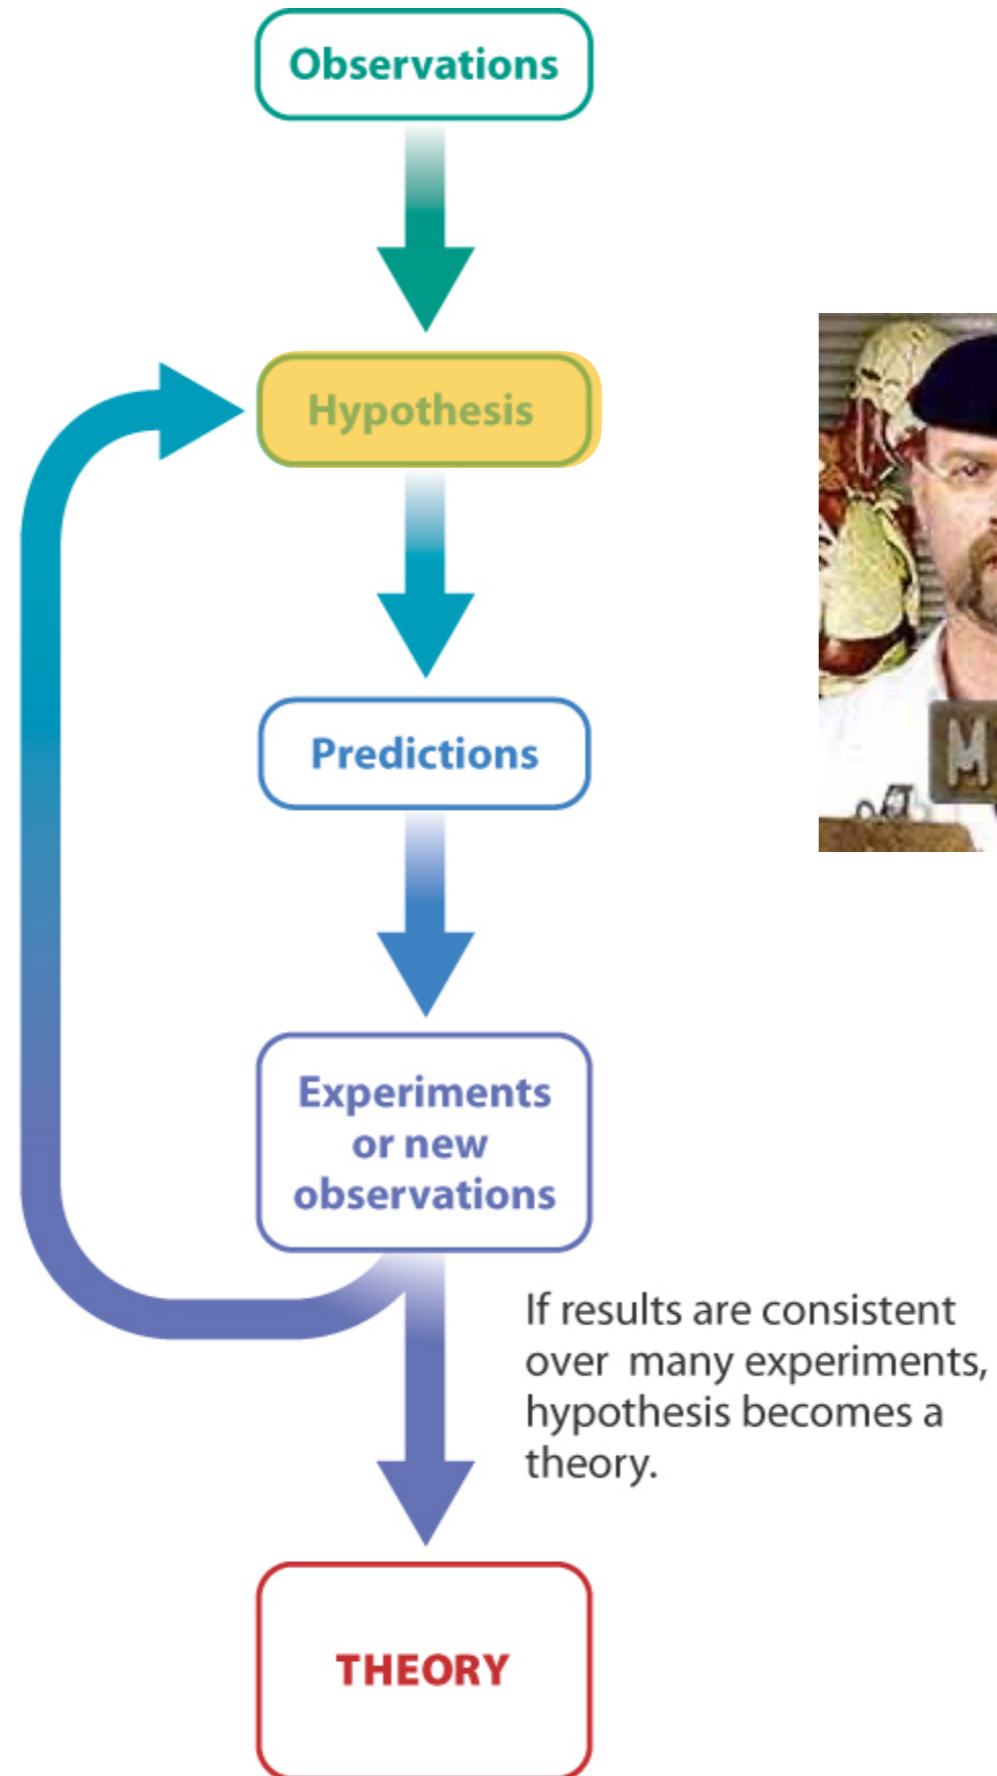 Observations
Hypothesis
M
Predictions
Experiments
or new
observations
If results are consistent
over many experiments,
hypothesis becomes a
theory.
THEORY